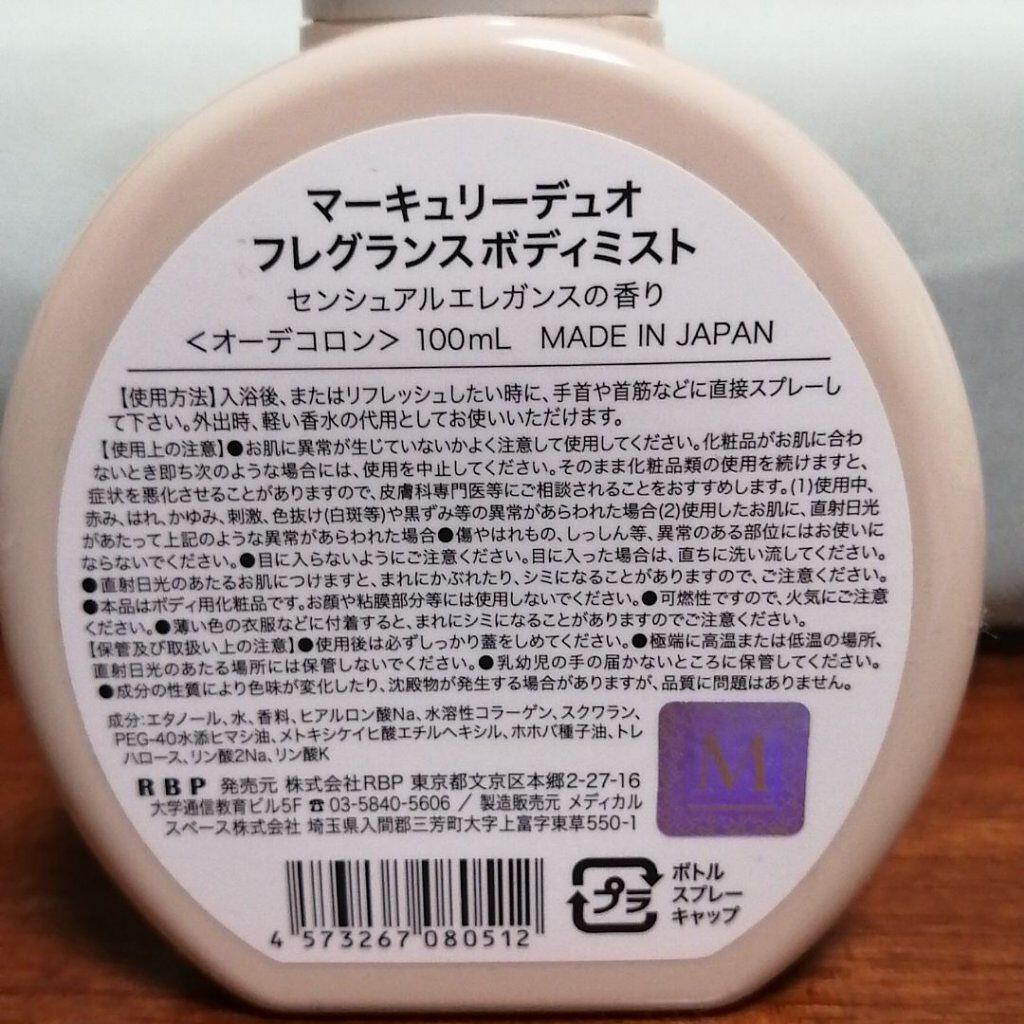 マーキュリーデュオ
フレグランスボディミスト
センシュアルエレガンスの香り
＜オーデコロン＞ 100mL MADE IN JAPAN
【使用方法】入浴後、またはリフレッシュしたい時に、手首や首筋などに直接スプレーし
て下さい。外出時、軽い香水の代用としてお使いいただけます。
【使用上の注意】●お肌に異常が生じていないかよく注意して使用してください。化粧品がお肌に合わ
ないとき即ち次のような場合には、使用を中止してください。そのまま化粧品類の使用を続けますと、
症状を悪化させることがありますので、皮膚科専門医等にご相談されることをおすすめします。(1)使用中、
赤み、はれ、かゆみ、刺激、色抜け(白斑等)や黒ずみ等の異常があらわれた場合(2)使用したお肌に、直射日光
があたって上記のような異常があらわれた場合●傷やはれもの、しっしん等、異常のある部位にはお使いに
ならないでください。●目に入らないようにご注意ください。目に入った場合は、直ちに洗い流してください。
●直射日光のあたるお肌につけますと、まれにかぶれたり、シミになることがありますので、ご注意ください。
●本品はボディ用化粧品です。お顔や粘膜部分等には使用しないでください。●可燃性ですので、火気にご注意
ください。●薄い色の衣服などに付着すると、まれにシミになることがありますのでご注意ください。
【保管及び取扱い上の注意】●使用後は必ずしっかり蓋をしめてください。●極端に高温または低温の場所、
直射日光のあたる場所には保管しないでください。●乳幼児の手の届かないところに保管してください。
●成分の性質により色味が変化したり、沈殿物が発生する場合がありますが、品質に問題はありません。
成分:エタノール、水、香料、ヒアルロン酸Na、水溶性コラーゲン、スクワラン、
PEG-40水添ヒマシ油、メトキシケイヒ酸エチルヘキシル、ホホバ種子油、トレ
ハロース、リン酸2Na、リン酸K
M
RBP 発売元 株式会社RBP 東京都文京区本郷2-27-16
大学通信教育ビル5F ☎03-5840-5606 / 製造販売元 メディカル
スペース株式会社 埼玉県入間郡三芳町大字上富字東草550-1
4 573267 080512
プラ
ボトル
スプレー
キャップ